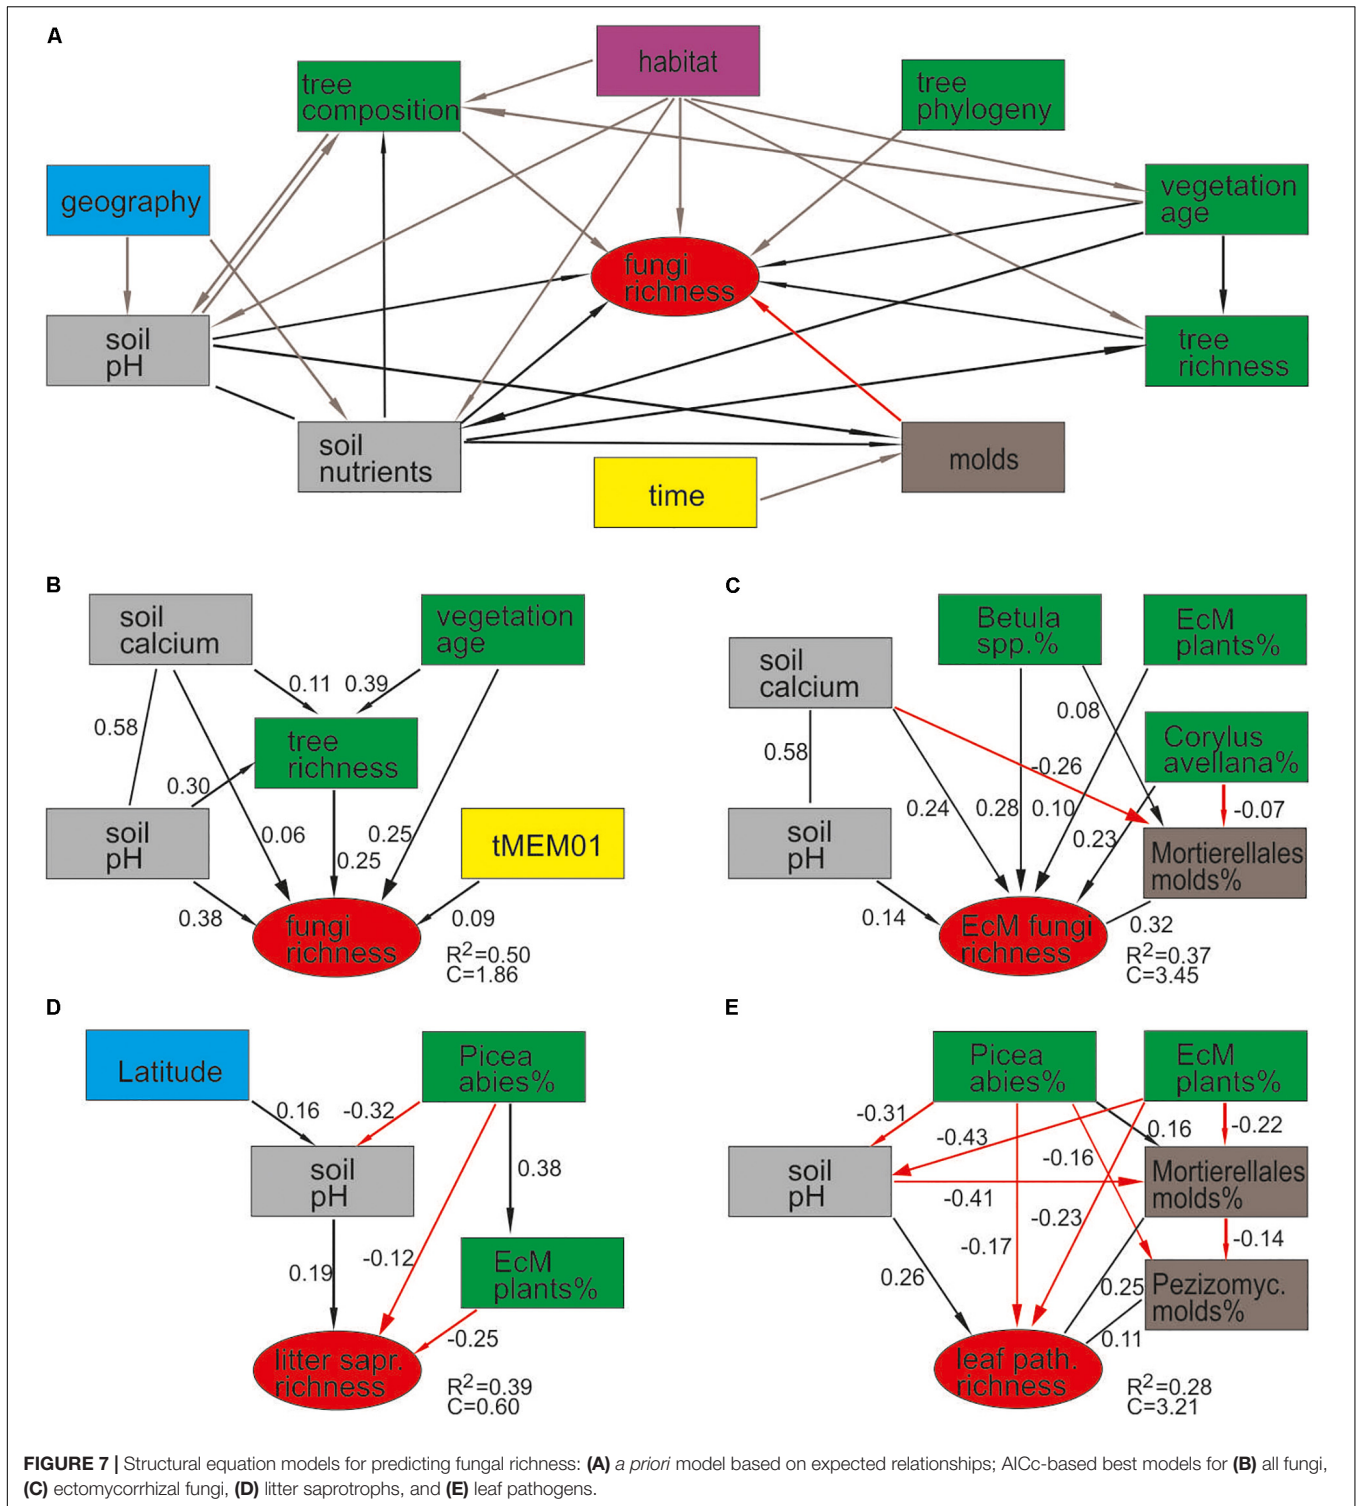 A
habitat
tree
composition
tree
phylogeny
geography
vegetation
age
fungi
richness
soil
pH
tree
richness
soil
nutrients
time
molds
B
soil
calcium
vegetation
age
0.11
0.39
0.58
tree
richness
0.30
soil
pH
0.06
0.25
0.25
tMEM01
0.38
0.09
fungi
richness
R2=0.50
C=1.86
C
Betula
spp.%
EcM
plants%
soil
calcium
0.08
Corylus
avellana%
0.58
-0.26
0.24
0.28
0.10
-0.07
0.23
soil
pH
Mortierellales
molds%
0.14
0.32
EcM fungi
richness
R2=0.37
C=3.45
D
Latitude
Picea
abies%
0.16
-0.32
soil
pH
0.38
0.19
-0.12
EcM
plants%
-0.25
litter sapr.
richness
R2=0.39
C=0.60
E
Picea
abies%
EcM
plants%
-0.31
-0.43
0.16
-0.22
-0.16
soil
pH
Mortierellales
molds%
-0.41
-0.23
-0.17
-0.14
0.26
0.25
Pezizomyc.
molds%
0.11
leaf path.
richness
R2=0.28
C=3.21
FIGURE 7 | Structural equation models for predicting fungal richness: (A) a priori model based on expected relationships; AICc-based best models for (B) all fungi,
(C) ectomycorrhizal fungi, (D) litter saprotrophs, and (E) leaf pathogens.